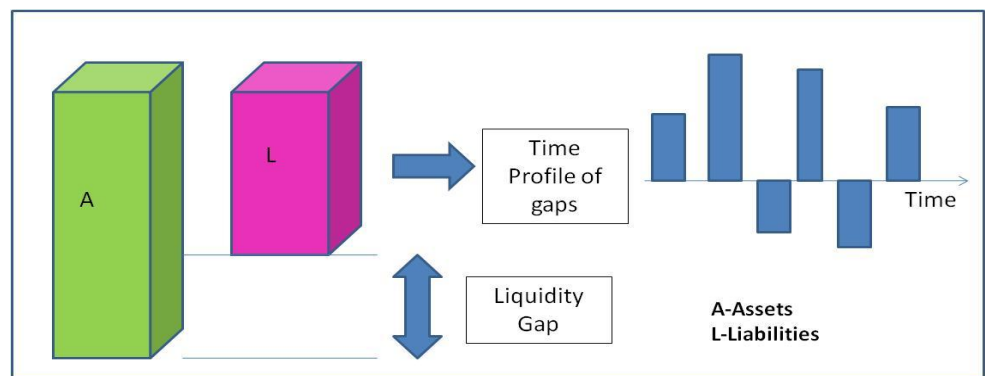 A
L
Time
Profile of
gaps
Time
Liquidity
Gap
A-Assets
L-Liabilities